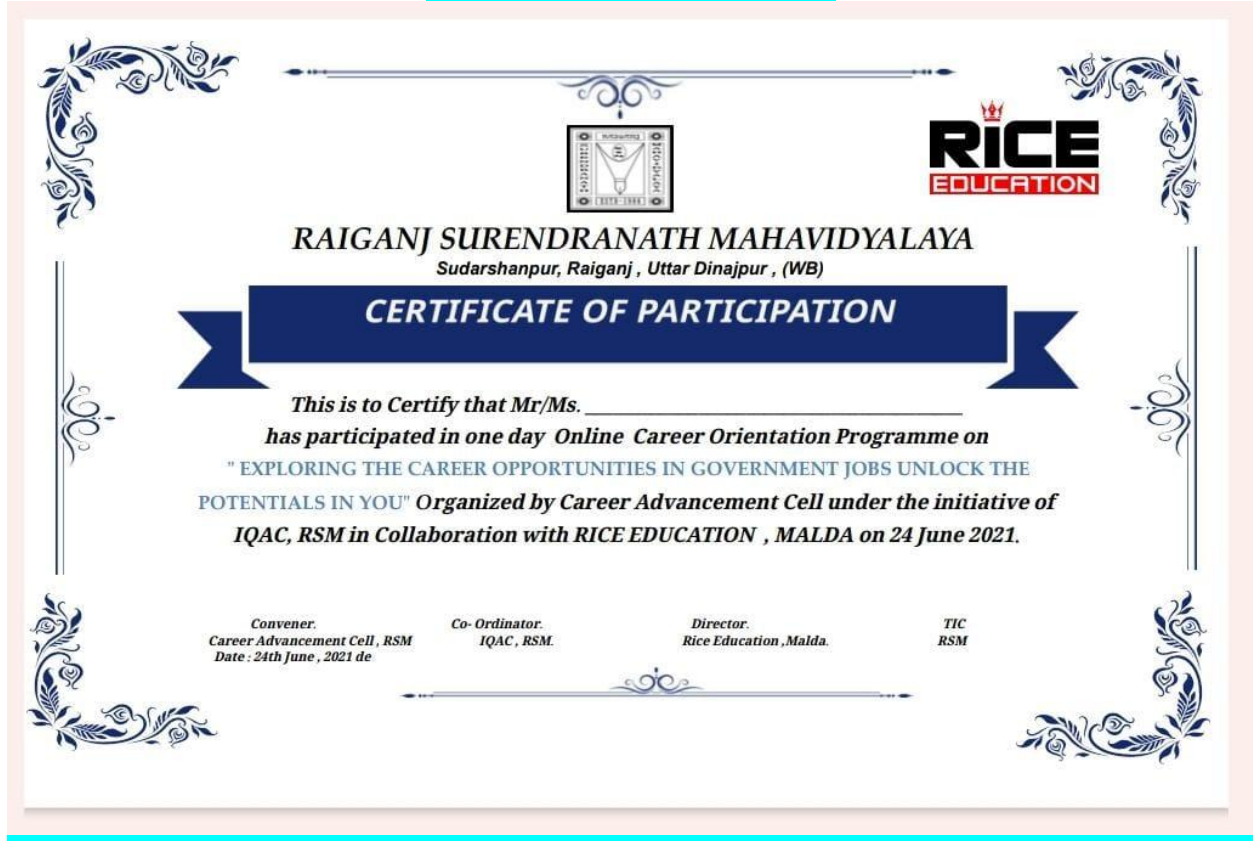 RiCE
EDUCATION
ESTD-1986
RAIGANJ SURENDRANATH MAHAVIDYALAYA
Sudarshanpur, Raiganj , Uttar Dinajpur , (WB)
CERTIFICATE OF PARTICIPATION
This is to Certify that Mr/Ms. ______________________________________
has participated in one day Online Career Orientation Programme on
" EXPLORING THE CAREER OPPORTUNITIES IN GOVERNMENT JOBS UNLOCK THE
POTENTIALS IN YOU" Organized by Career Advancement Cell under the initiative of
IQAC, RSM in Collaboration with RICE EDUCATION , MALDA on 24 June 2021.
Convener. Co- Ordinator. Director. TIC
Career Advancement Cell , RSM IQAC , RSM. Rice Education ,Malda. RSM
Date : 24th June , 2021 de